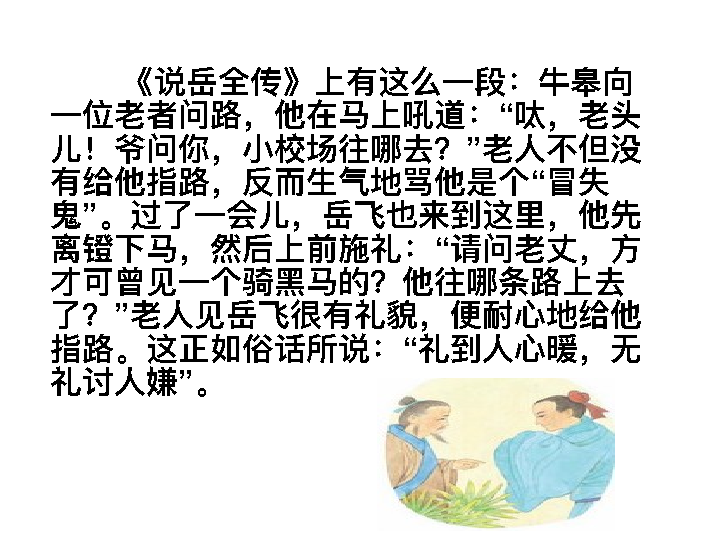 《说岳全传》上有这么一段：牛皋向
一位老者问路，他在马上吼道：“呔，老头
儿！爷问你，小校场往哪去？”老人不但没
有给他指路，反而生气地骂他是个“冒失
鬼”。过了一会儿，岳飞也来到这里，他先
离镫下马，然后上前施礼：“请问老丈，方
才可曾见一个骑黑马的？他往哪条路上去
了？”老人见岳飞很有礼貌，便耐心地给他
指路。这正如俗话所说：“礼到人心暖，无
礼讨人嫌”。